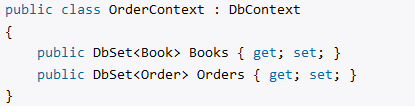 public class OrderContext : DbContext
{
    public DbSet<Book> Books { get; set; }
    public DbSet<Order> Orders { get; set; }
}